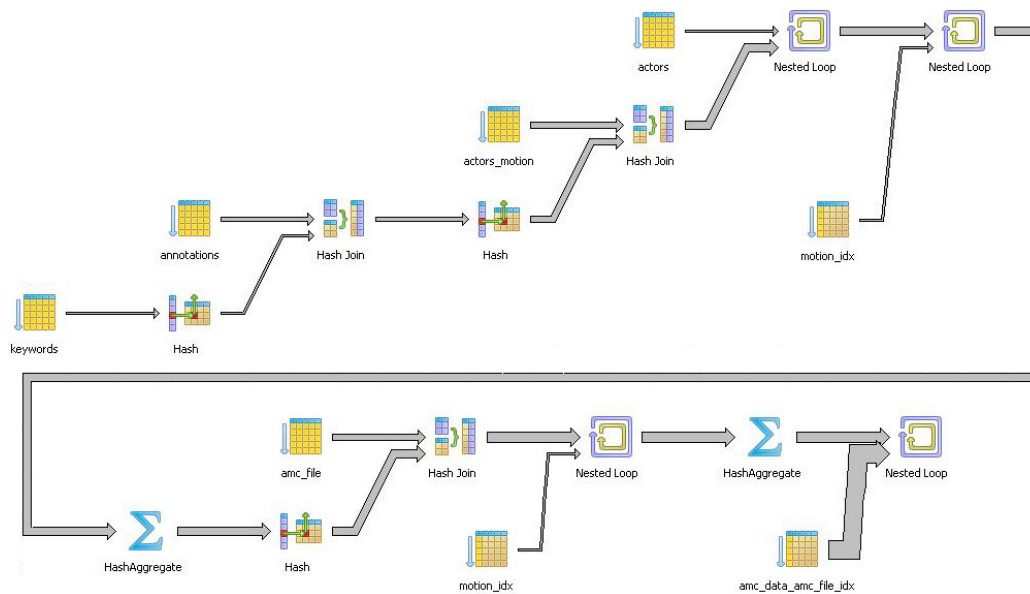 actors
Nested Loop
Nested Loop
actors_motion
Hash Join
annotations
Hash Join
Hash
motion_idx
keywords
Hash
amc_file
Hash Join
Nested Loop
HashAggregate
Nested Loop
HashAggregate
Hash
motion_idx
amc_data_amc_file_idx